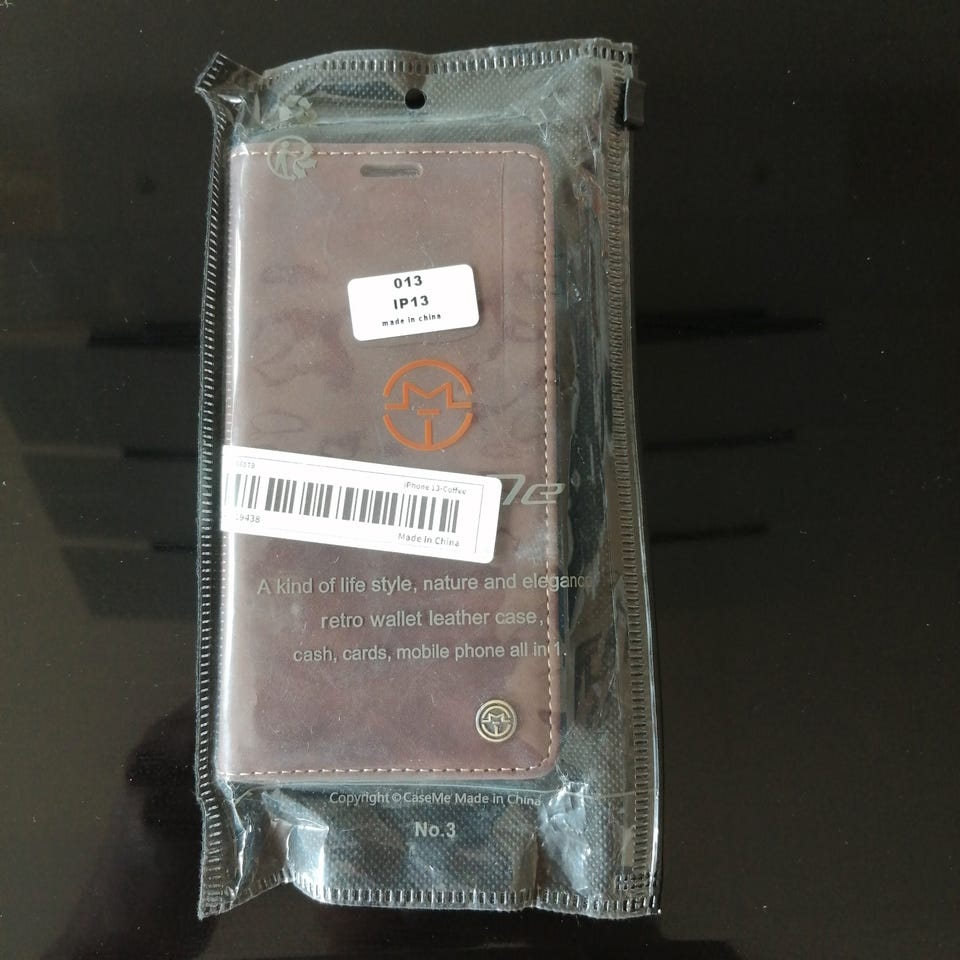 013
IP13
made in china
iPhone 13-Coffee
Made in China
A kind of life style, nature and elegance
retro wallet leather case,
cash, cards, mobile phone all in 1.
Copyright © CaseMe Made in China
No.3